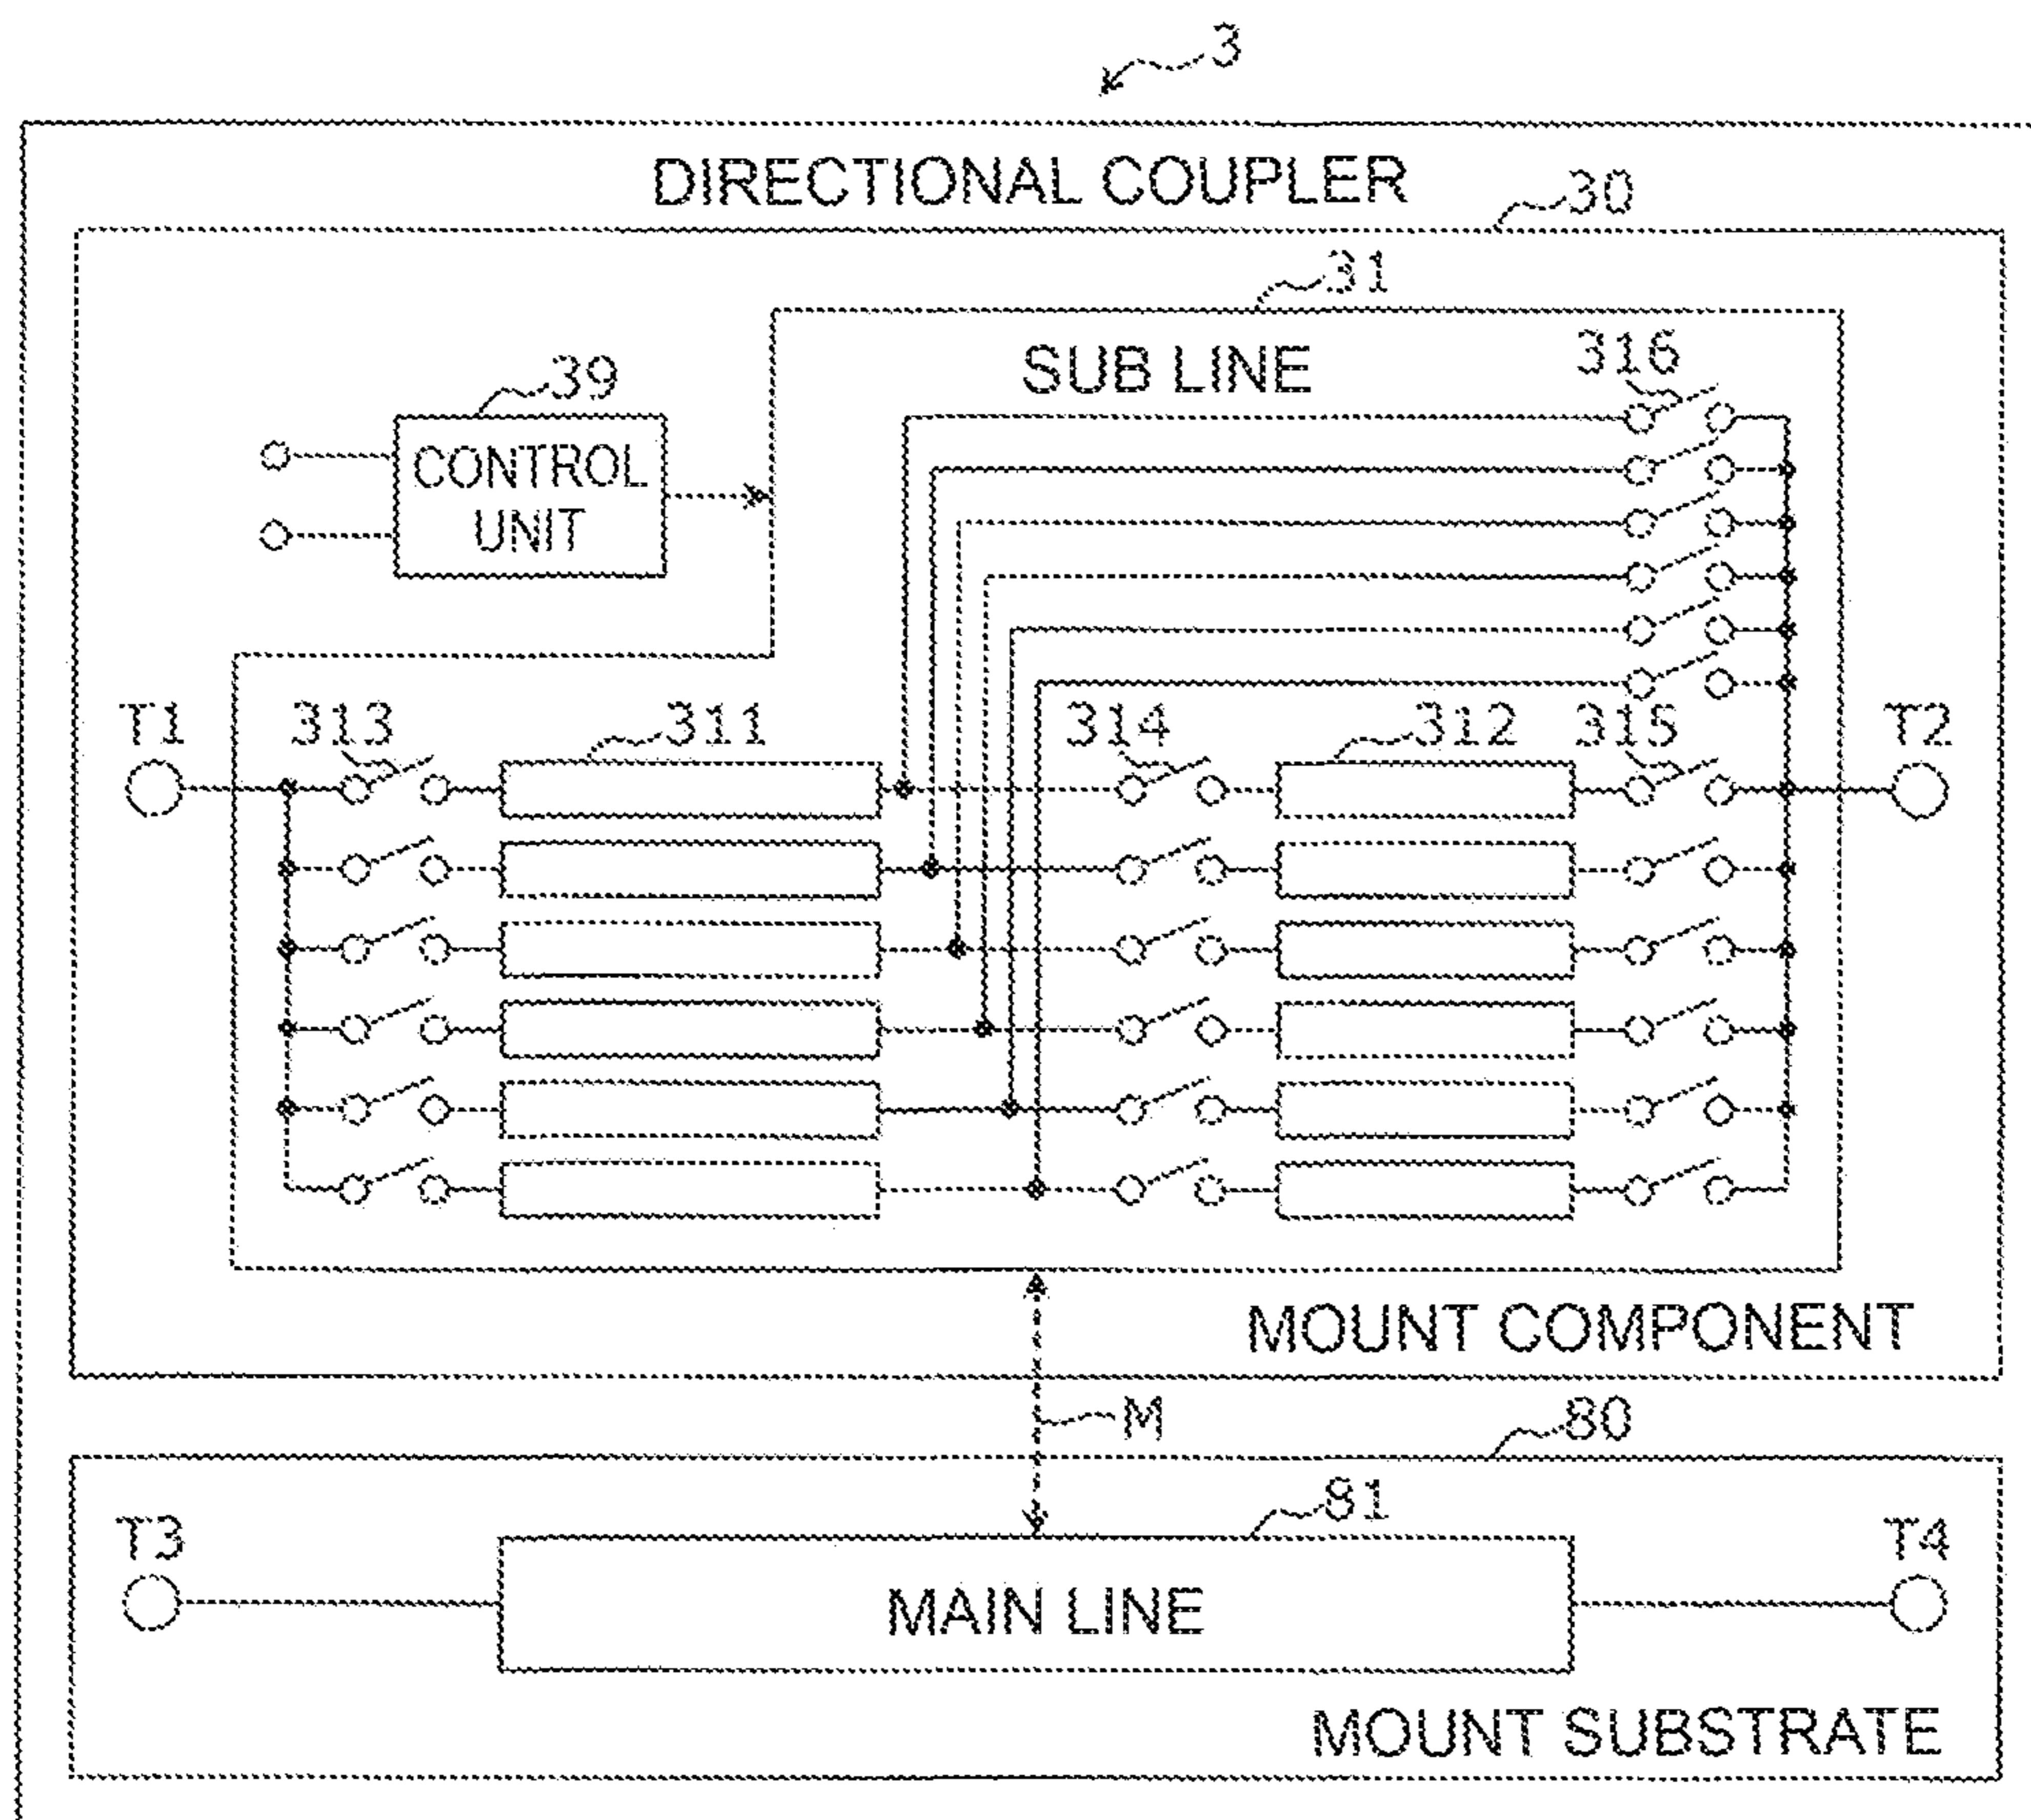 3
DIRECTIONAL COUPLER
30
31
SUB LINE
316
39
CONTROL
UNIT
T1
313
311
314
312
315
T2
MOUNT COMPONENT
M
80
81
T3
T4
MAIN LINE
MOUNT SUBSTRATE